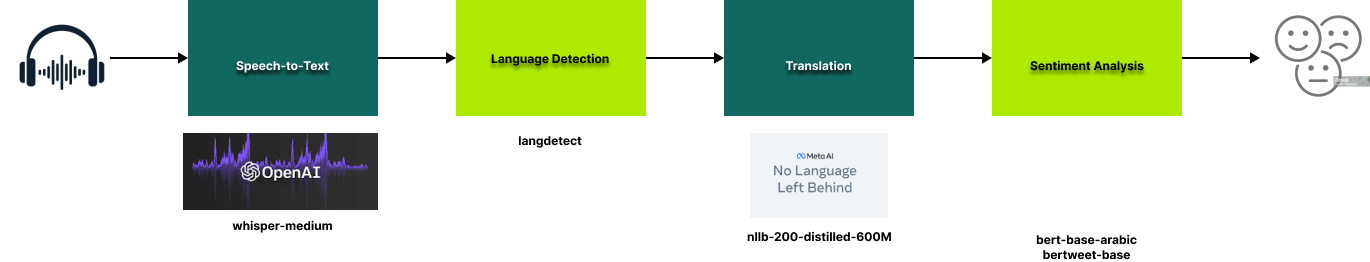 Speech-to-Text
Language Detection
Translation
Sentiment Analysis
iStock
OpenAI
langdetect
Meta AI
No Language
Left Behind
whisper-medium
nllb-200-distilled-600M
bert-base-arabic
bertweet-base